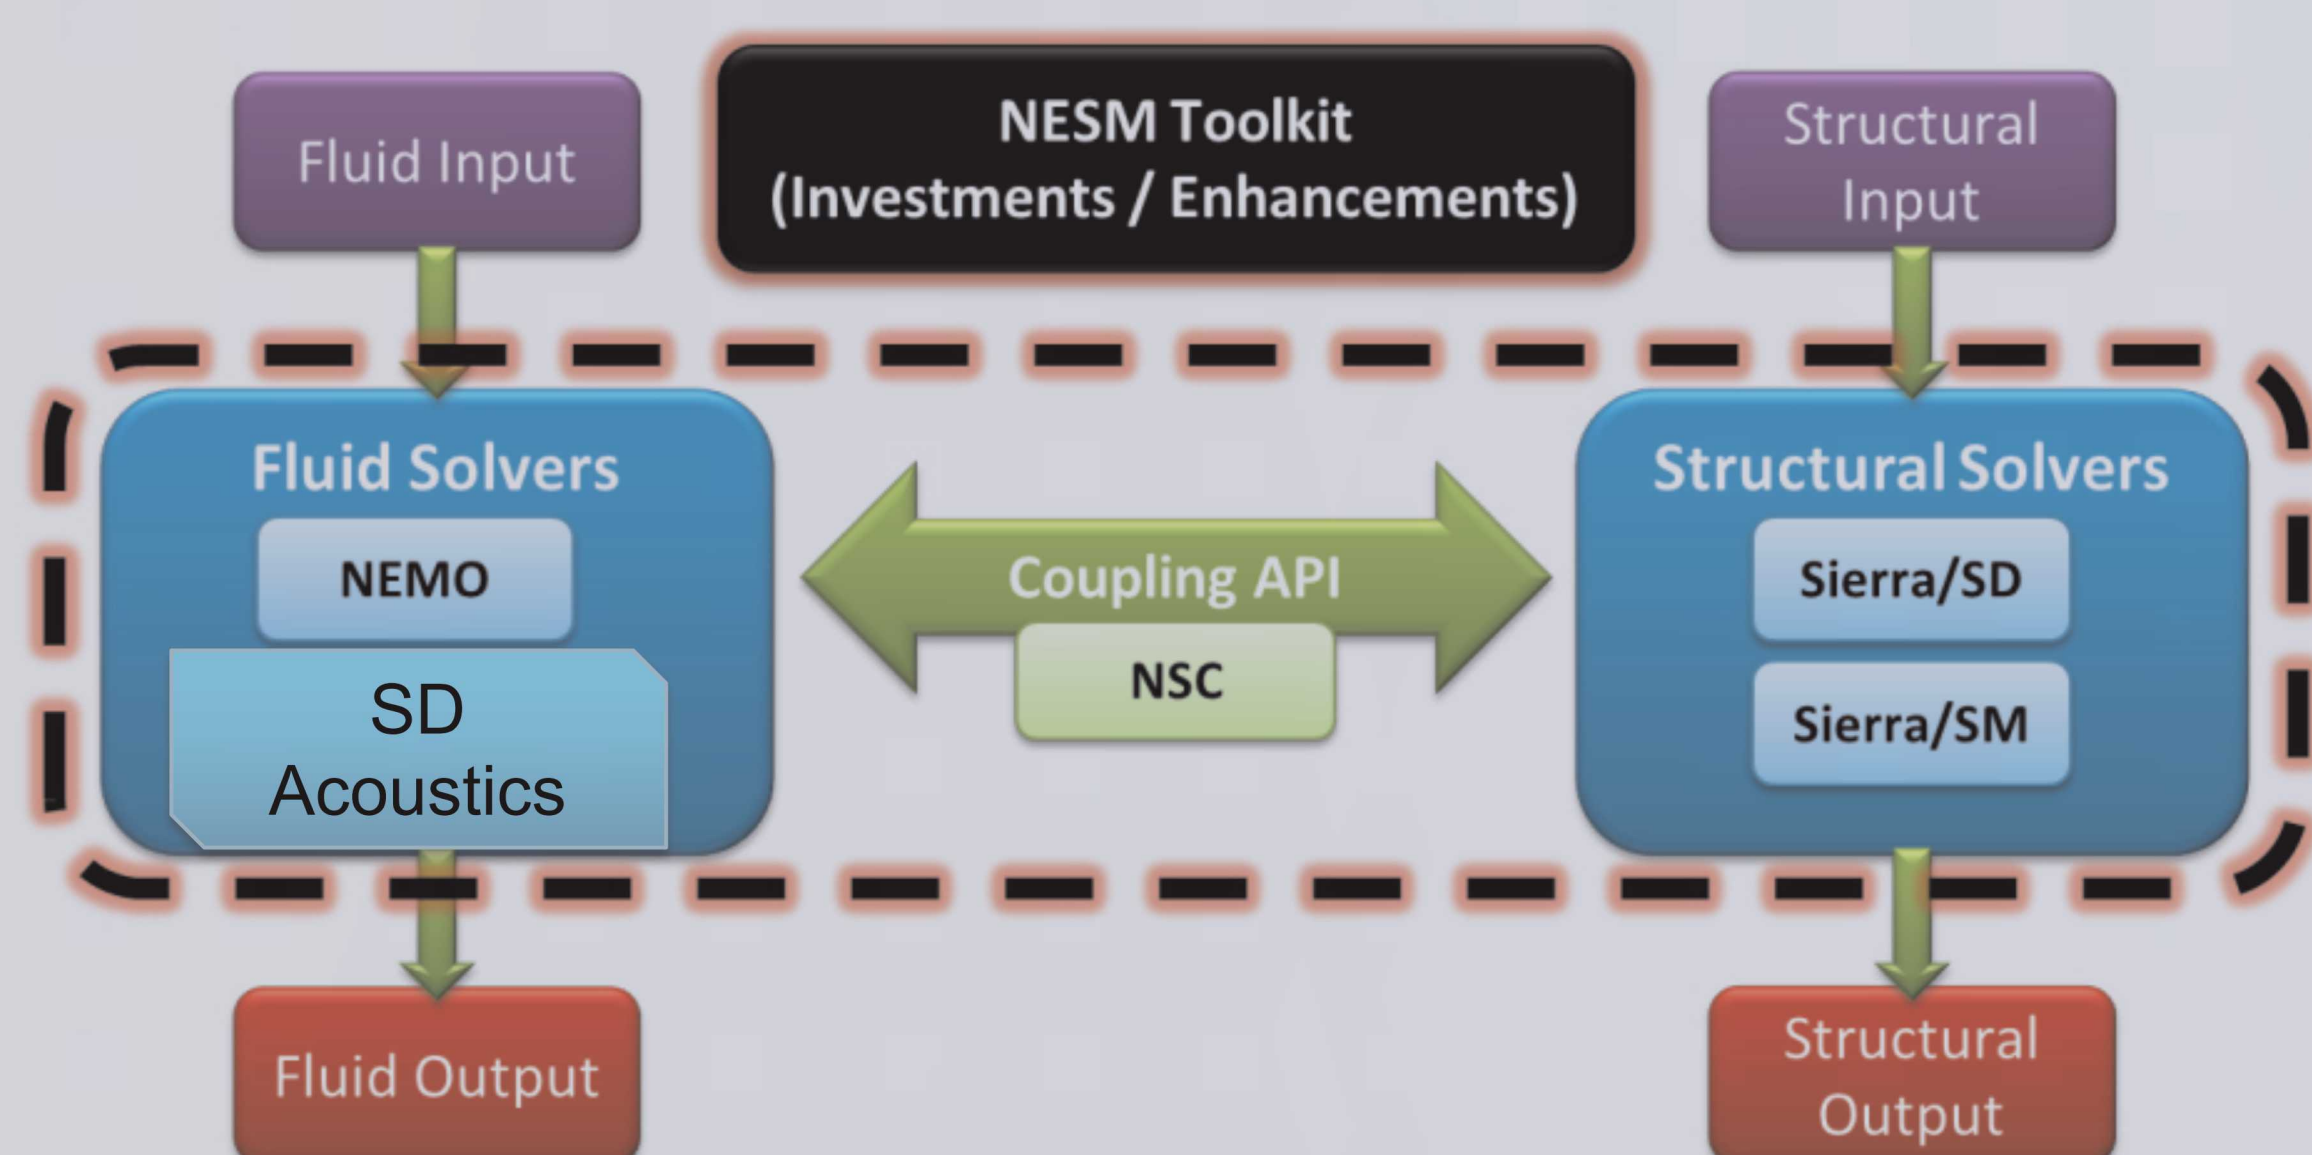 Fluid Input
NESM Toolkit
(Investments / Enhancements)
Structural
Input
Fluid Solvers
NEMO
SD
Acoustics
Coupling API
NSC
Structural Solvers
Sierra/SD
Sierra/SM
Fluid Output
Structural
Output